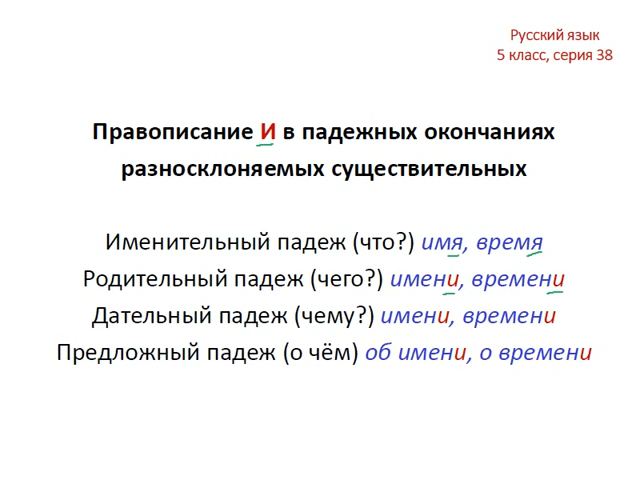 Русский язык
5 класс, серия 38
Правописание И в падежных окончаниях
разносклоняемых существительных
Именительный падеж (что?) имя, время
Родительный падеж (чего?) имени, времени
Дательный падеж (чему?) имени, времени
Предложный падеж (о чём) об имени, о времени